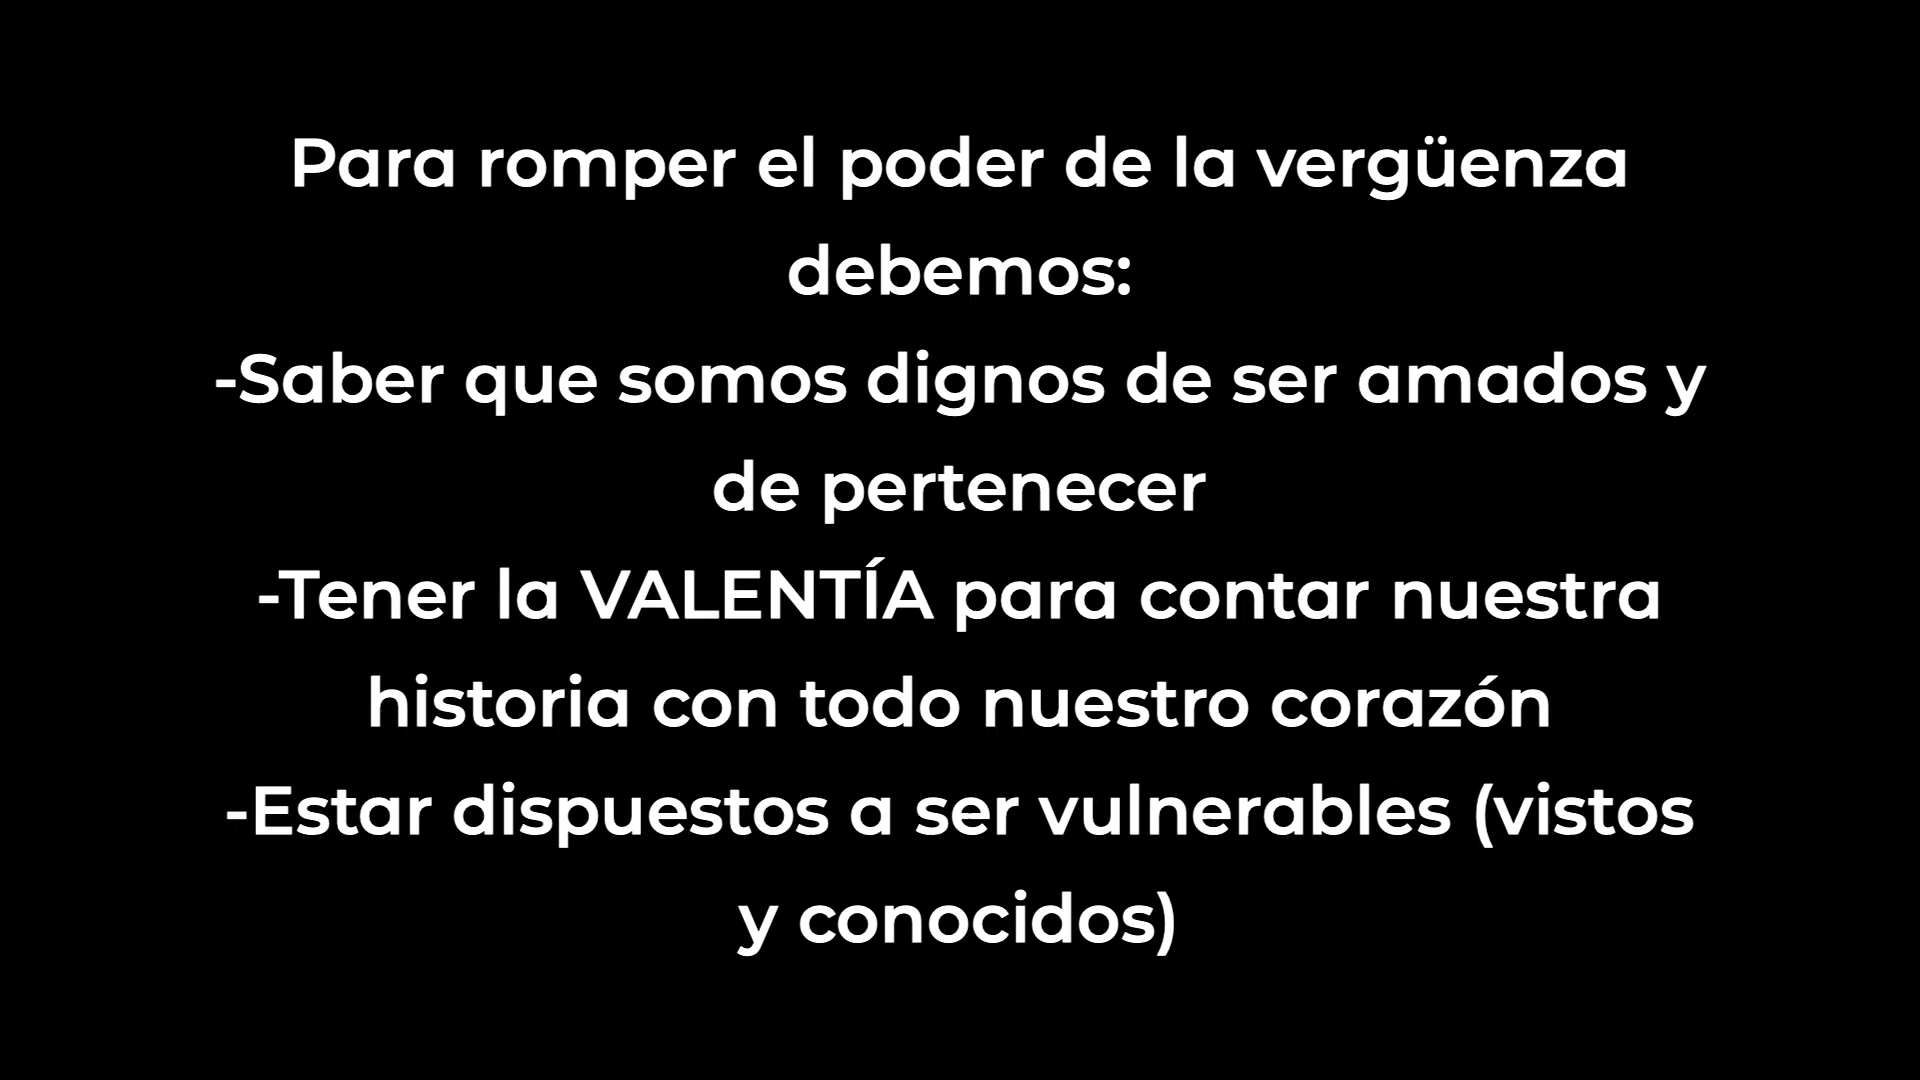 Para romper el poder de la vergüenza
debemos:
-Saber que somos dignos de ser amados y
de pertenecer
-Tener la VALENTÍA para contar nuestra
historia con todo nuestro corazón
-Estar dispuestos a ser vulnerables (vistos
y conocidos)